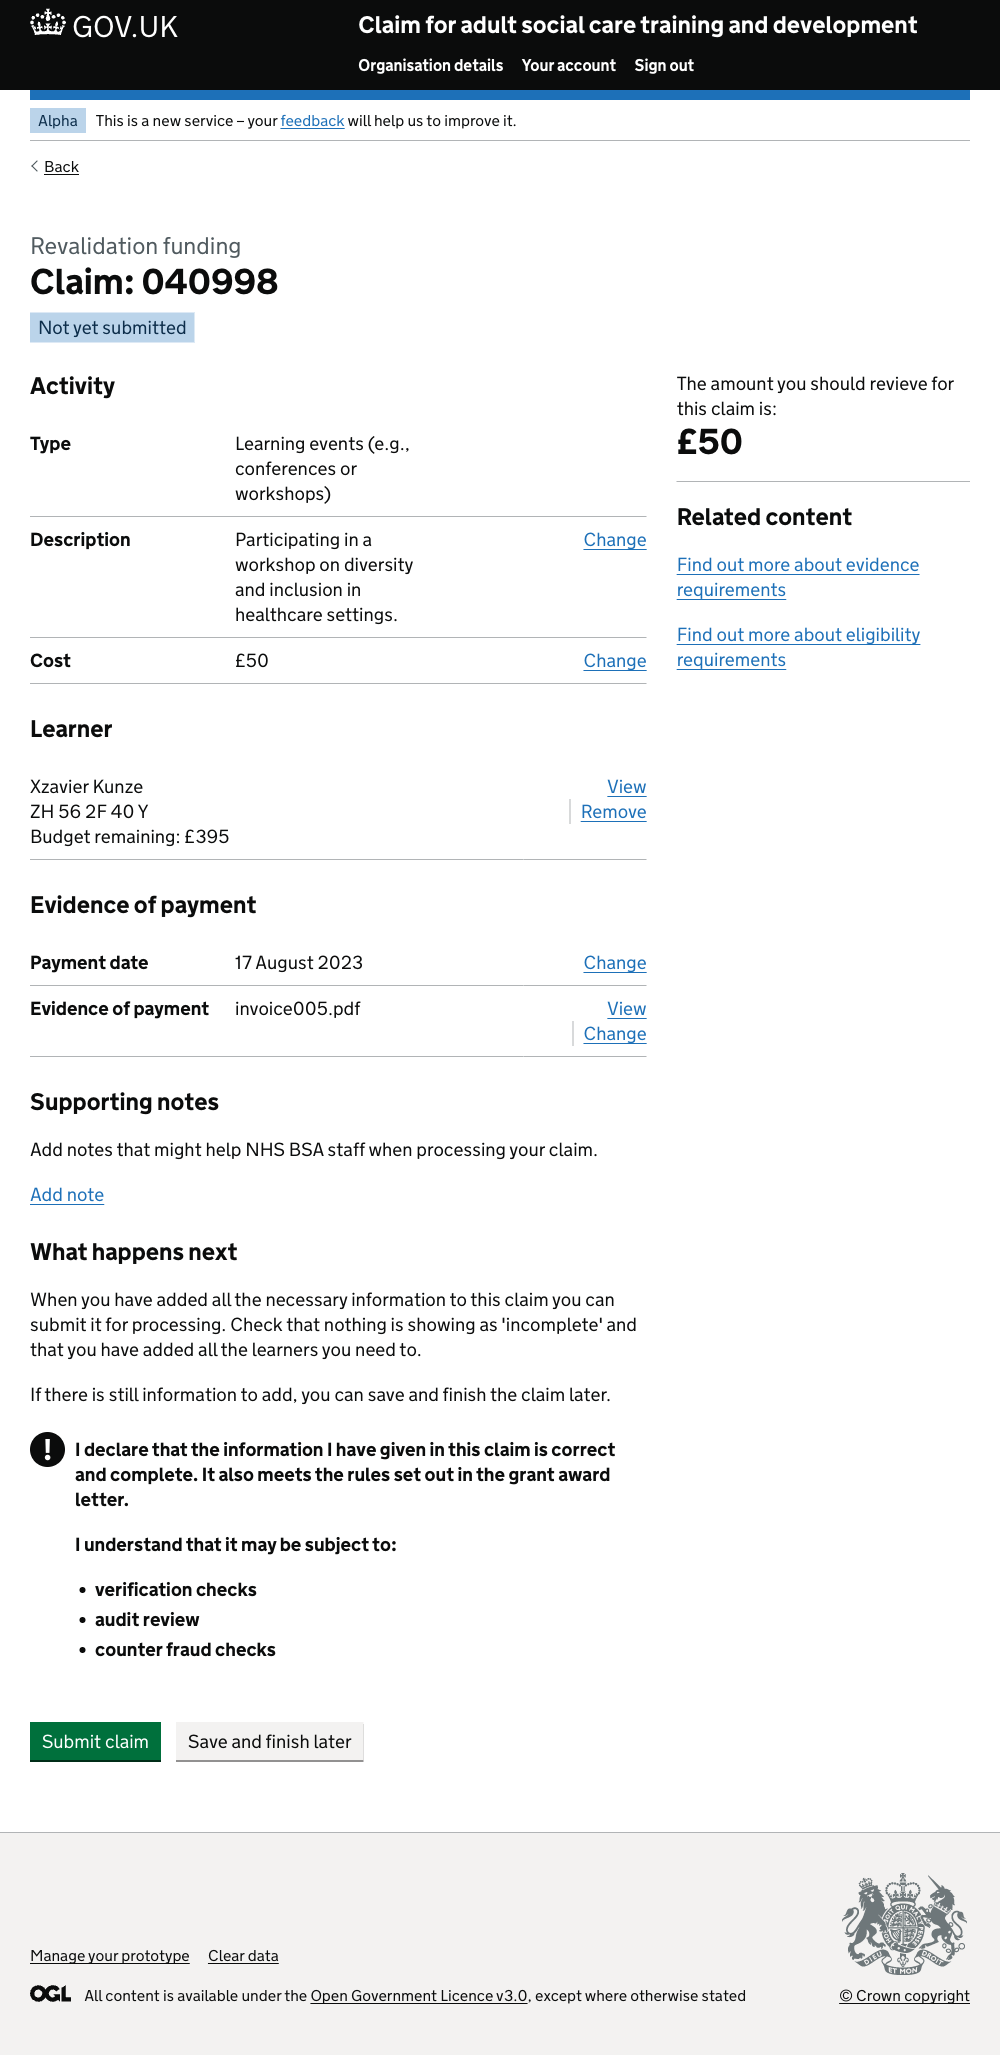 GOV.UK
Claim for adult social care training and development
Organisation details Your account Sign out
Alpha This is a new service – your feedback will help us to improve it.
Back
Revalidation funding
Claim: 040998
Not yet submitted
Activity
Type
Learning events (e.g.,
conferences or
workshops)
Description
Participating in a
workshop on diversity
and inclusion in
healthcare settings.
Change
Cost £50 Change
Learner
Xzavier Kunze
ZH 56 2F 40 Y
Budget remaining: £395
View
Remove
Evidence of payment
Payment date 17 August 2023 Change
Evidence of payment invoice005.pdf View
Change
Supporting notes
Add notes that might help NHS BSA staff when processing your claim.
Add note
What happens next
When you have added all the necessary information to this claim you can
submit it for processing. Check that nothing is showing as 'incomplete' and
that you have added all the learners you need to.
If there is still information to add, you can save and finish the claim later.
I declare that the information I have given in this claim is correct
and complete. It also meets the rules set out in the grant award
letter.
I understand that it may be subject to:
• verification checks
• audit review
• counter fraud checks
Submit claim Save and finish later
The amount you should revieve for
this claim is:
£50
Related content
Find out more about evidence
requirements
Find out more about eligibility
requirements
Manage your prototype Clear data
OGL All content is available under the Open Government Licence v3.0, except where otherwise stated
DIEU ET MON DROIT
© Crown copyright